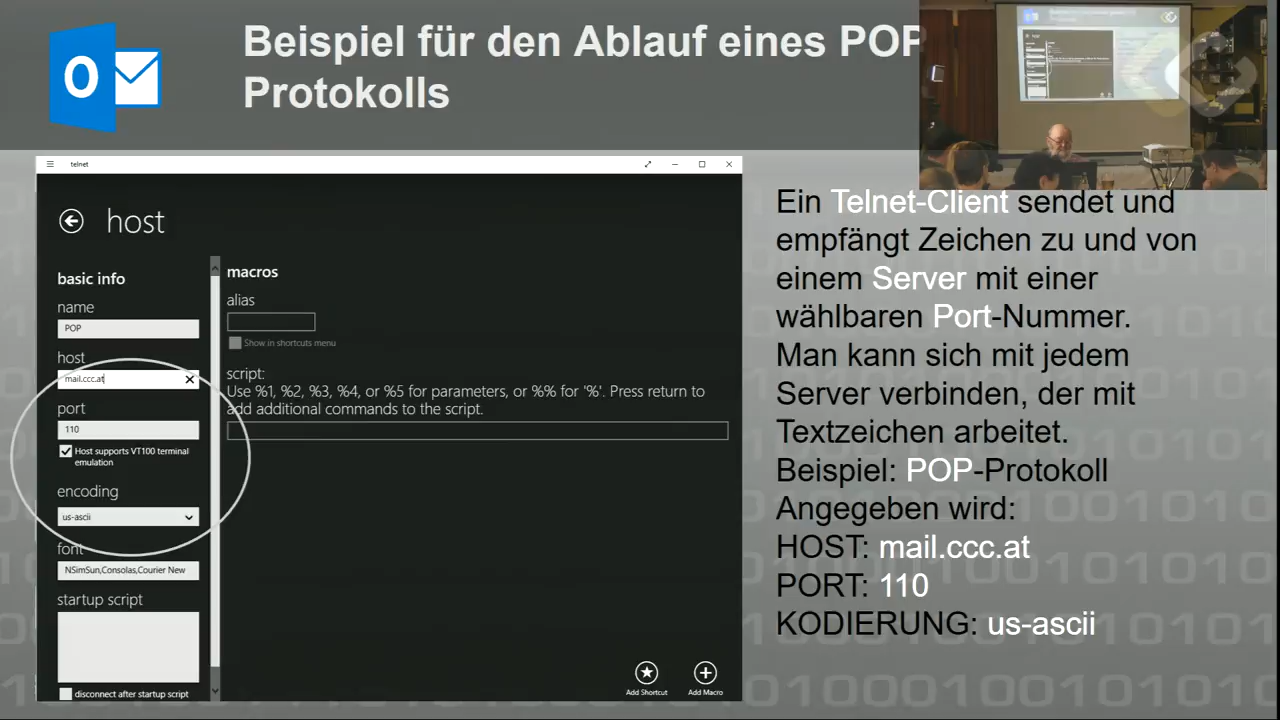 Beispiel für den Ablauf eines POP
Protokolls
telnet
host
basic info
name
POP
host
mail.ccc.at
port
110
Host supports VT100 terminal
emulation
encoding
us-ascii
font
NSimSun,Consolas,Courier New
startup script
disconnect after startup script
macros
alias
Show in shortcuts menu
script:
Use %1, %2, %3, %4, or %5 for parameters, or %% for '%'. Press return to
add additional commands to the script.
Add Shortcut
Add Macro
Ein Telnet-Client sendet und
empfängt Zeichen zu und von
einem Server mit einer
wählbaren Port-Nummer.
Man kann sich mit jedem
Server verbinden, der mit
Textzeichen arbeitet.
Beispiel: POP-Protokoll
Angegeben wird:
HOST: mail.ccc.at
PORT: 110
KODIERUNG: us-ascii